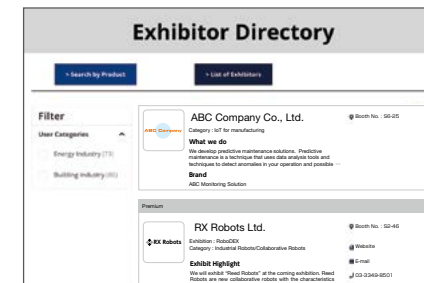 Exhibitor Directory
> Search by Product
> List of Exhibitors
Filter
User Categories
Energy Industry (73)
Building Industry (80)
ABC Company
ABC Company Co., Ltd.
Booth No. : S6-25
Category : IoT for manufacturing
What we do
We develop predictive maintenance solutions. Predictive
maintenance is a technique that uses data analysis tools and
techniques to detect anomalies in your operation and possible ···
Brand
ABC Monitoring Solution
Premium
RX Robots
RX Robots Ltd.
Booth No. : S2-46
Exhibition : RoboDEX
Category : Industrial Robots/Collaborative Robots
Website
E-mail
03-3349-8501
Exhibit Highlight
We will exhibit "Reed Robots" at the coming exhibition. Reed
Robots are new collaborative robots with the characteristics